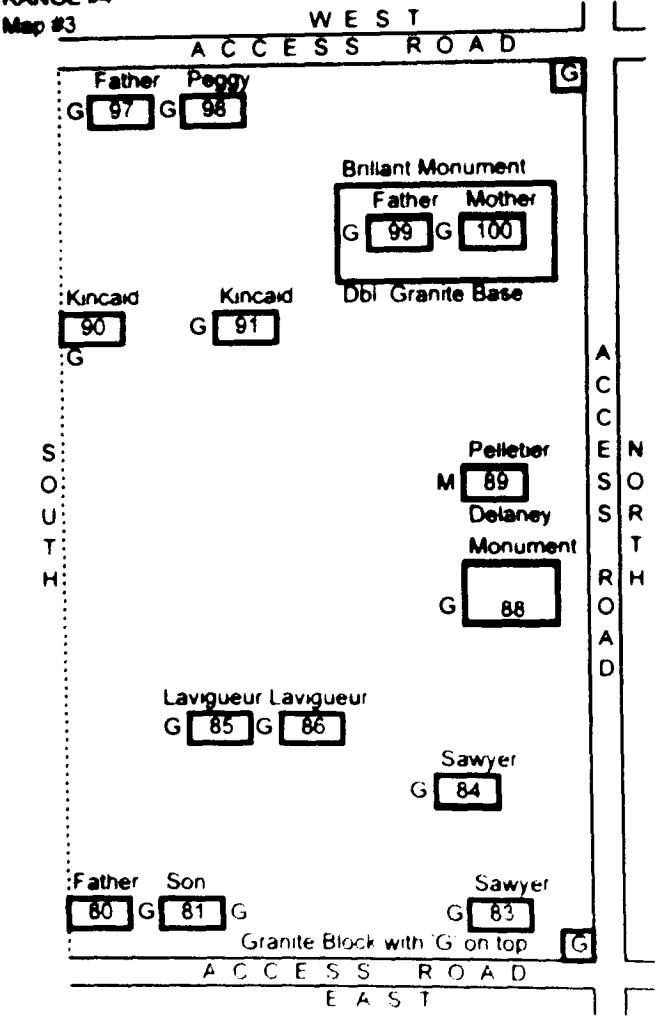 Map #3
WEST
ACCESS ROAD
G
Father Peggy
G 97 G 98
Brillant Monument
Father Mother
G 99 G 100
Dbl Granite Base
Kincaid Kincaid
90 G 91
G
ACCESS ROAD
NORTH
SOUTH
Pelletier
M 89
Delaney
Monument
G 88
Lavigueur Lavigueur
G 85 G 86
Sawyer
G 84
Father Son Sawyer
80 G 81 G G 83
Granite Block with 'G' on top G
ACCESS ROAD
EAST